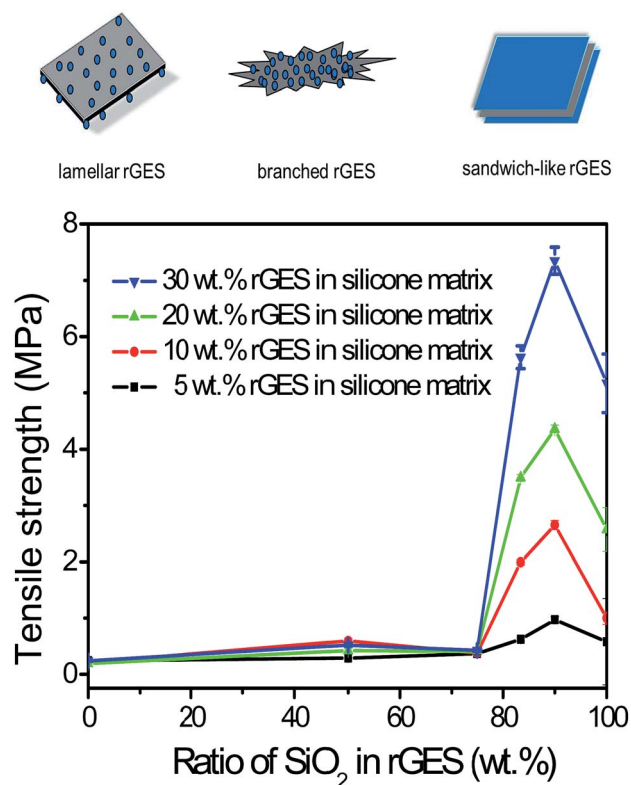 lamellar rGES branched rGES sandwich-like rGES
8
30 wt.% rGES in silicone matrix
20 wt.% rGES in silicone matrix
6
10 wt.% rGES in silicone matrix
5 wt.% rGES in silicone matrix
4
2
0
Tensile strength (MPa)
0 20 40 60 80 100
Ratio of SiO₂ in rGES (wt.%)